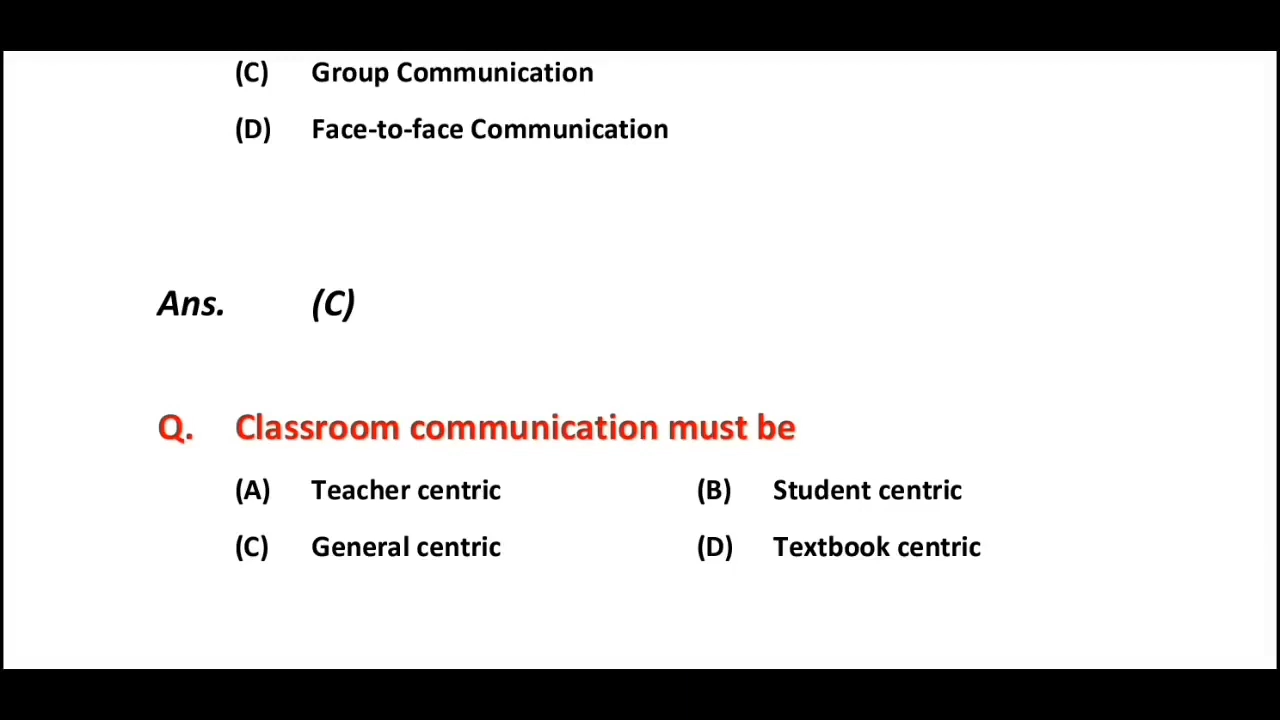 (C) Group Communication
(D) Face-to-face Communication
Ans. (C)
Q. Classroom communication must be
(A) Teacher centric (B) Student centric
(C) General centric (D) Textbook centric